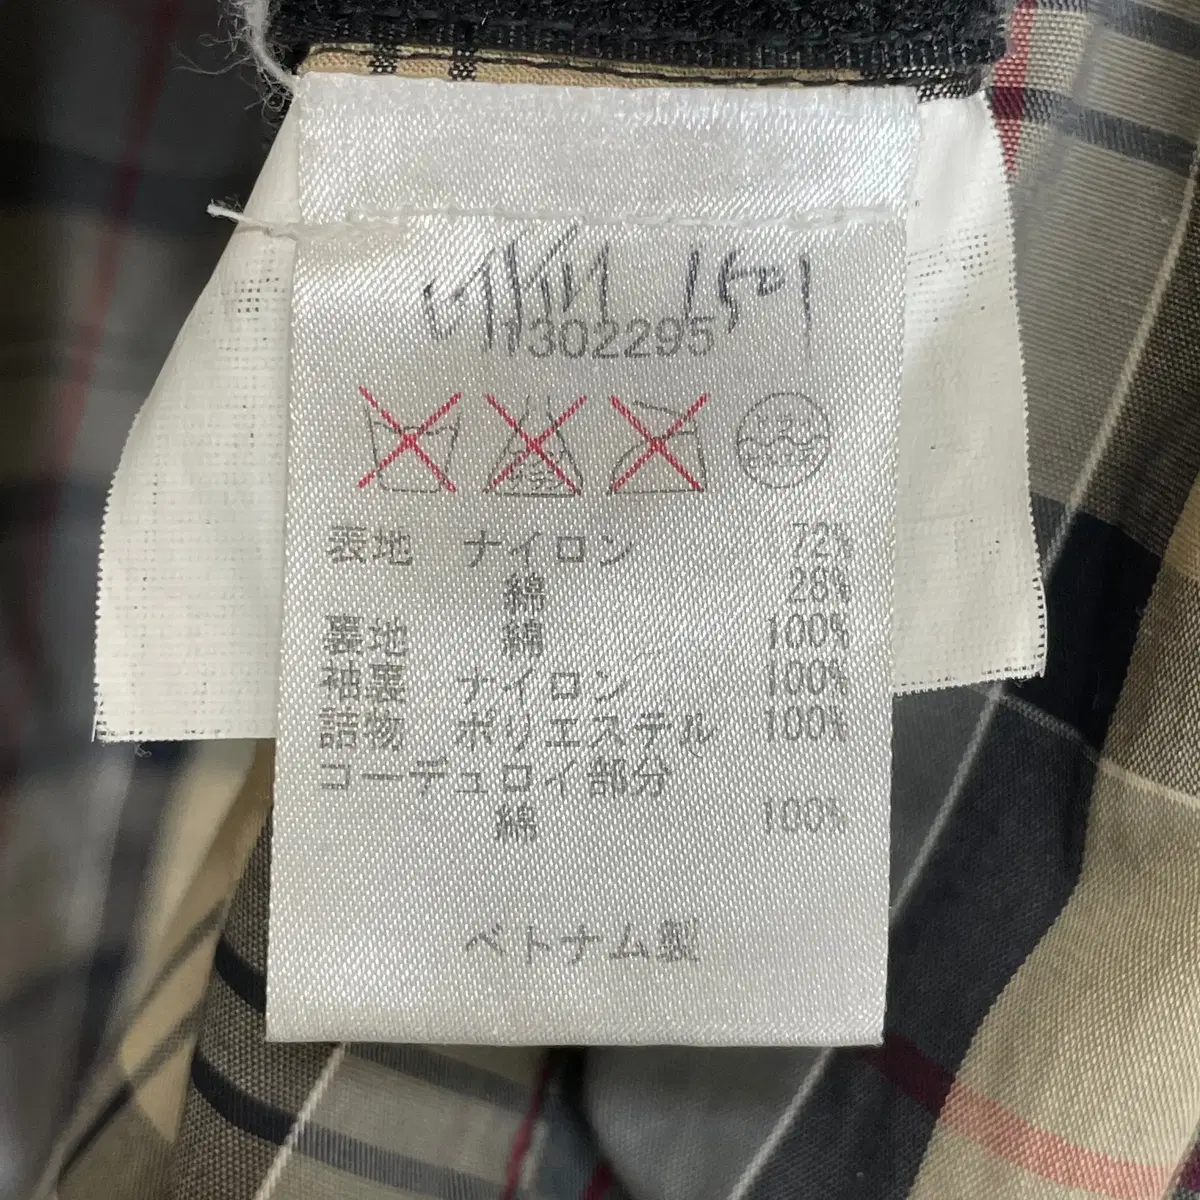 1302295
表地 ナイロン 72%
綿 28%
裏地 綿 100%
袖裏 ナイロン 100%
詰物 ポリエステル 100%
コーデュロイ部分
綿 100%
ベトナム製